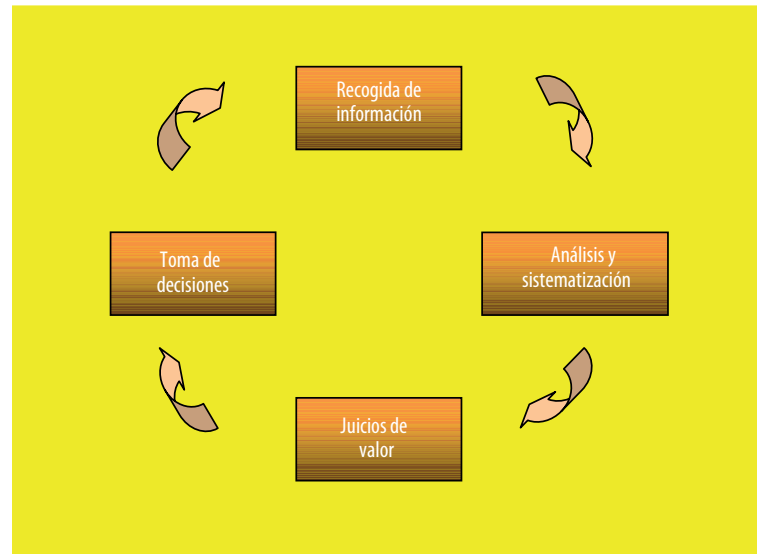 Recogida de
información
Análisis y
sistematización
Juicios de
valor
Toma de
decisiones